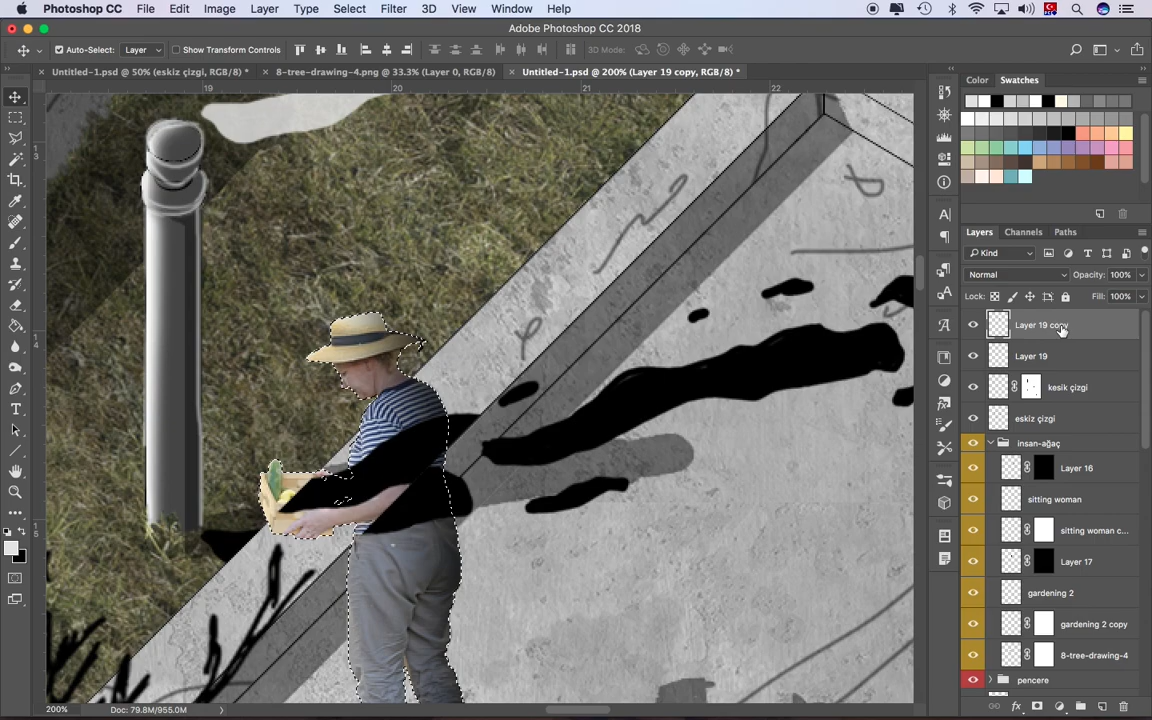 Photoshop CC File Edit Image Layer Type Select Filter 3D View Window Help
Adobe Photoshop CC 2018
Auto-Select: Layer Show Transform Controls 3D Mode:
Untitled-1.psd @ 50% (eskiz çizgi, RGB/8) * 8-tree-drawing-4.png @ 33.3% (Layer 0, RGB/8) Untitled-1.psd @ 200% (Layer 19 copy, RGB/8) *
19 20 21 22
Color Swatches
Layers Channels Paths
Kind
Normal Opacity: 100%
Lock: Fill: 100%
Layer 19 copy
Layer 19
kesik çizgi
eskiz çizgi
insan-ağaç
Layer 16
sitting woman
sitting woman c...
Layer 17
gardening 2
gardening 2 copy
8-tree-drawing-4
pencere
200% Doc: 79.8M/955.0M